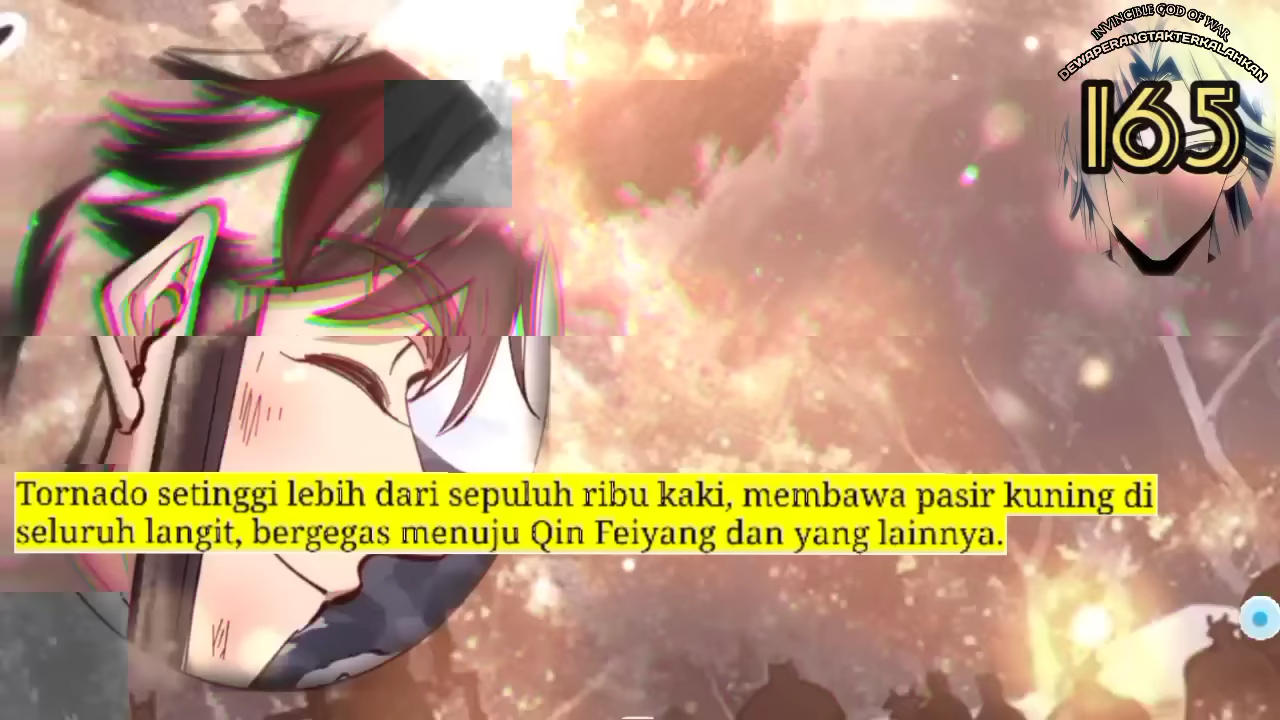 INVINCIBLE GOD OF WAR
DEWAPERANGTAKTERKALAHKAN
165
Tornado setinggi lebih dari sepuluh ribu kaki, membawa pasir kuning di
seluruh langit, bergegas menuju Qin Feiyang dan yang lainnya.